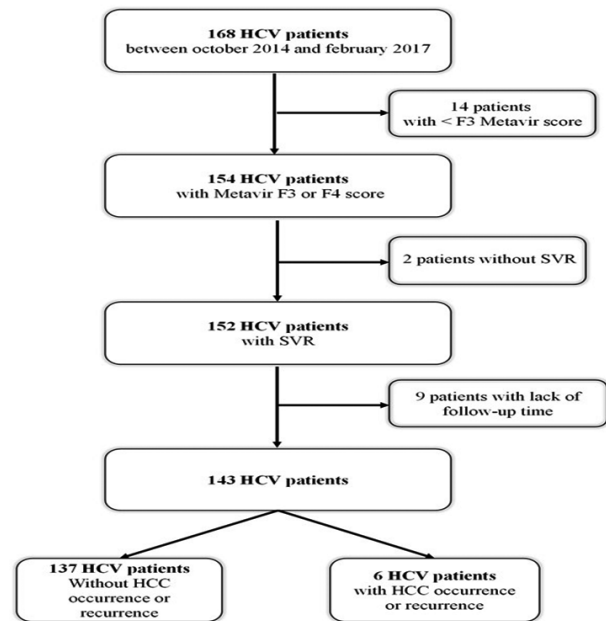 168 HCV patients
between october 2014 and february 2017
14 patients
with < F3 Metavir score
154 HCV patients
with Metavir F3 or F4 score
2 patients without SVR
152 HCV patients
with SVR
9 patients with lack of
follow-up time
143 HCV patients
137 HCV patients
Without HCC
occurrence or
recurrence
6 HCV patients
with HCC occurrence
or recurrence